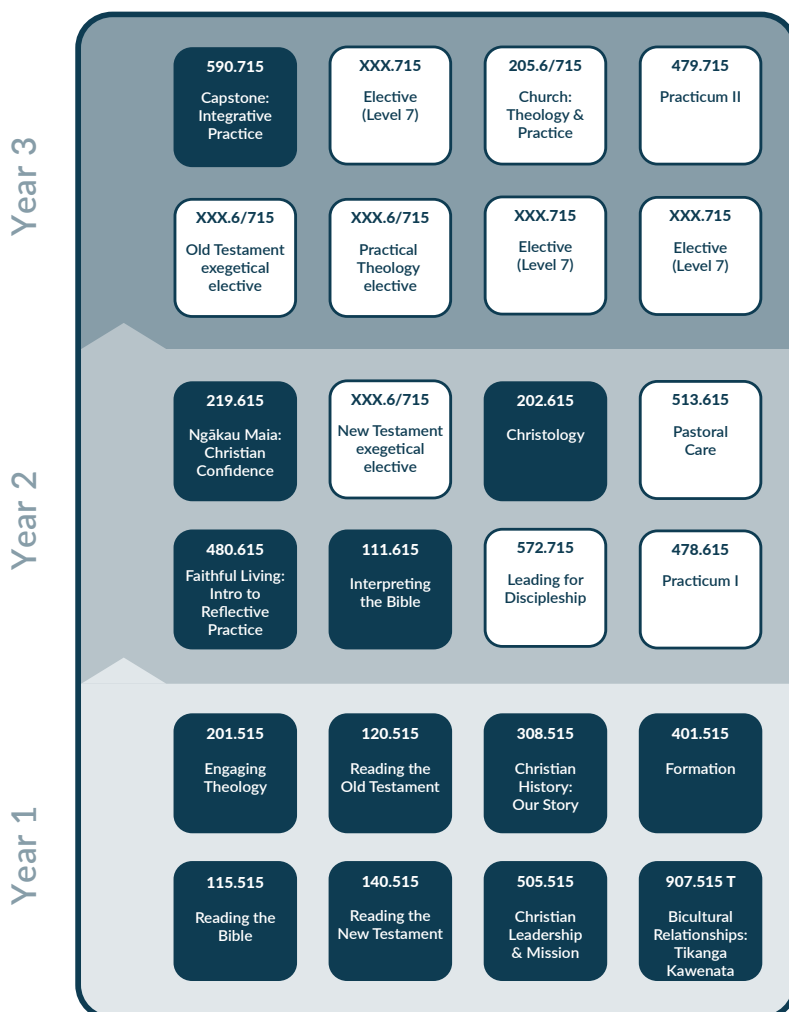 Year 3
590.715
Capstone:
Integrative
Practice
XXX.715
Elective
(Level 7)
205.6/715
Church:
Theology &
Practice
479.715
Practicum II
XXX.6/715
Old Testament
exegetical
elective
XXX.6/715
Practical
Theology
elective
XXX.715
Elective
(Level 7)
XXX.715
Elective
(Level 7)
Year 2
219.615
Ngākau Maia:
Christian
Confidence
XXX.6/715
New Testament
exegetical
elective
202.615
Christology
513.615
Pastoral
Care
480.615
Faithful Living:
Intro to
Reflective
Practice
111.615
Interpreting
the Bible
572.715
Leading for
Discipleship
478.615
Practicum I
Year 1
201.515
Engaging
Theology
120.515
Reading the
Old Testament
308.515
Christian
History:
Our Story
401.515
Formation
115.515
Reading the
Bible
140.515
Reading the
New Testament
505.515
Christian
Leadership
& Mission
907.515 T
Bicultural
Relationships:
Tikanga
Kawenata